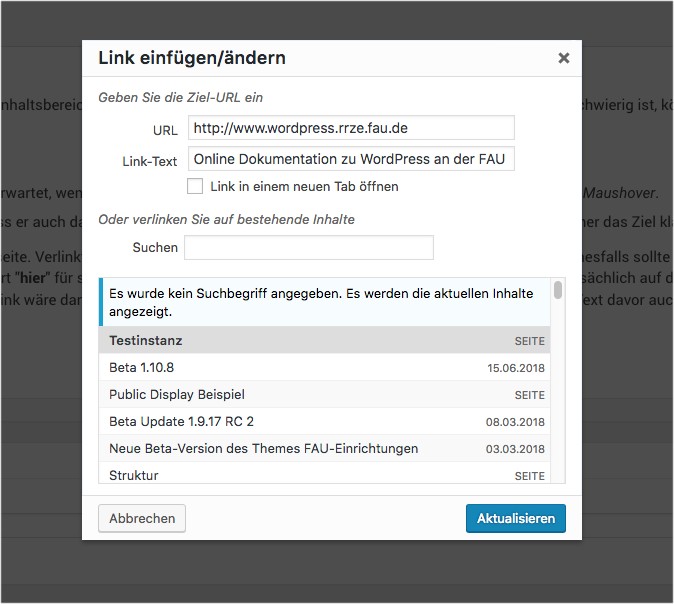 Link einfügen/ändern
×
Geben Sie die Ziel-URL ein
URL http://www.wordpress.rrze.fau.de
Link-Text Online Dokumentation zu WordPress an der FAU
Link in einem neuen Tab öffnen
Oder verlinken Sie auf bestehende Inhalte
Suchen
Es wurde kein Suchbegriff angegeben. Es werden die aktuellen Inhalte
angezeigt.
Testinstanz SEITE
Beta 1.10.8 15.06.2018
Public Display Beispiel SEITE
Beta Update 1.9.17 RC 2 08.03.2018
Neue Beta-Version des Themes FAU-Einrichtungen 03.03.2018
Struktur SEITE
Abbrechen Aktualisieren
nhaltsbereic chwierig ist, kö
rwartet, wen Maushover.
ss er auch da ner das Ziel kla
seite. Verlink nesfalls sollte
rt "hier" für s sächlich auf d
ink wäre dan ext davor auc